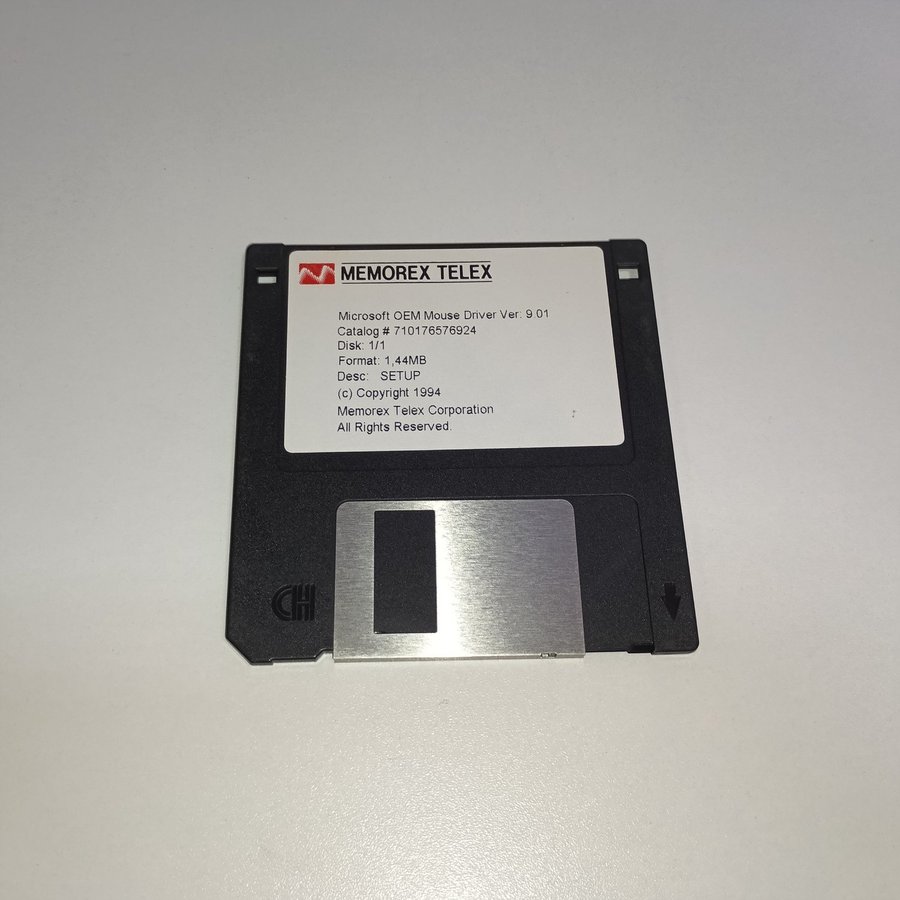 MEMOREX TELEX
Microsoft OEM Mouse Driver Ver: 9.01
Catalog # 710176576924
Disk: 1/1
Format: 1,44MB
Desc: SETUP
(c) Copyright 1994
Memorex Telex Corporation
All Rights Reserved.
HD